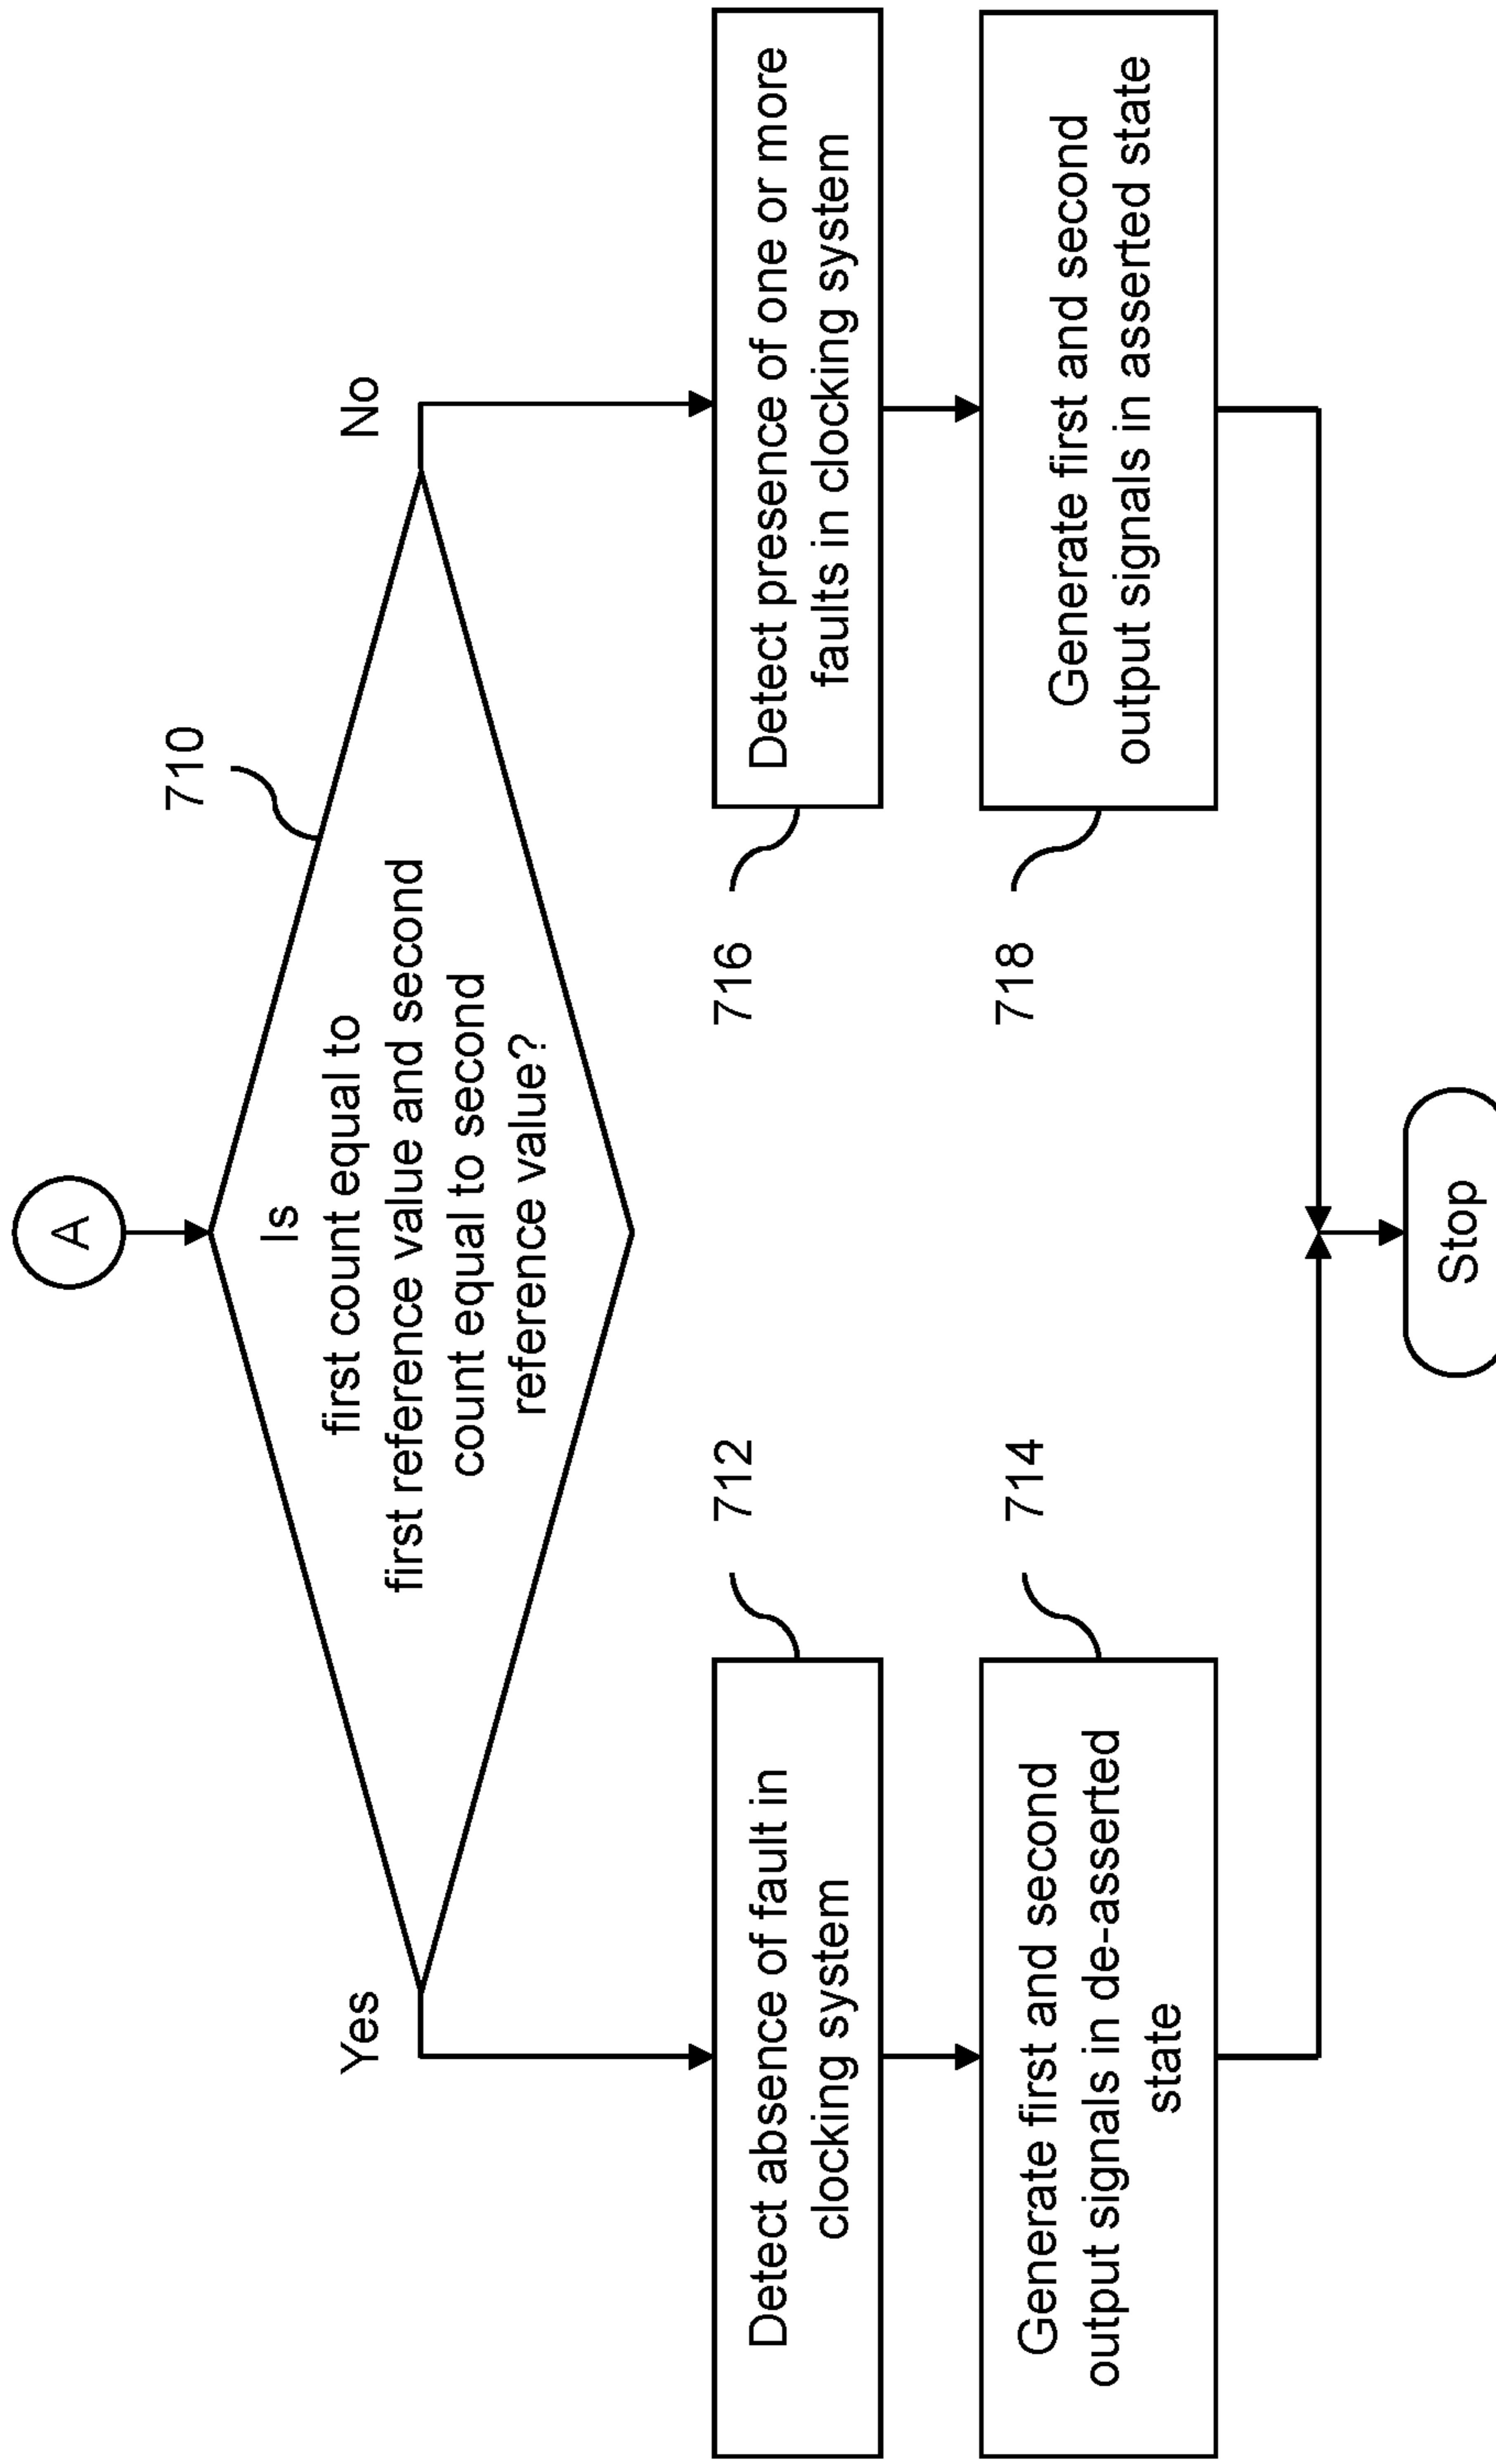 A
710
Is
first count equal to
first reference value and second
count equal to second
reference value?
Yes
No
712
Detect absence of fault in
clocking system
716
Detect presence of one or more
faults in clocking system
714
Generate first and second
output signals in de-asserted
state
718
Generate first and second
output signals in asserted state
Stop